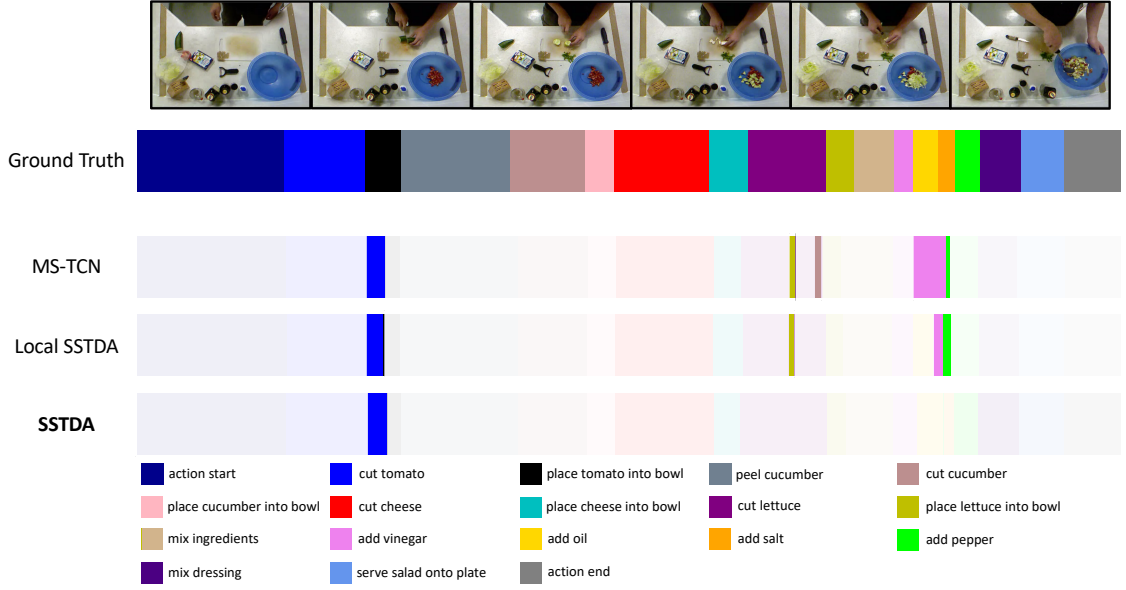 Ground Truth
MS-TCN
Local SSTDA
SSTDA
action start
cut tomato
place tomato into bowl
peel cucumber
cut cucumber
place cucumber into bowl
cut cheese
place cheese into bowl
cut lettuce
place lettuce into bowl
mix ingredients
add vinegar
add oil
add salt
add pepper
mix dressing
serve salad onto plate
action end